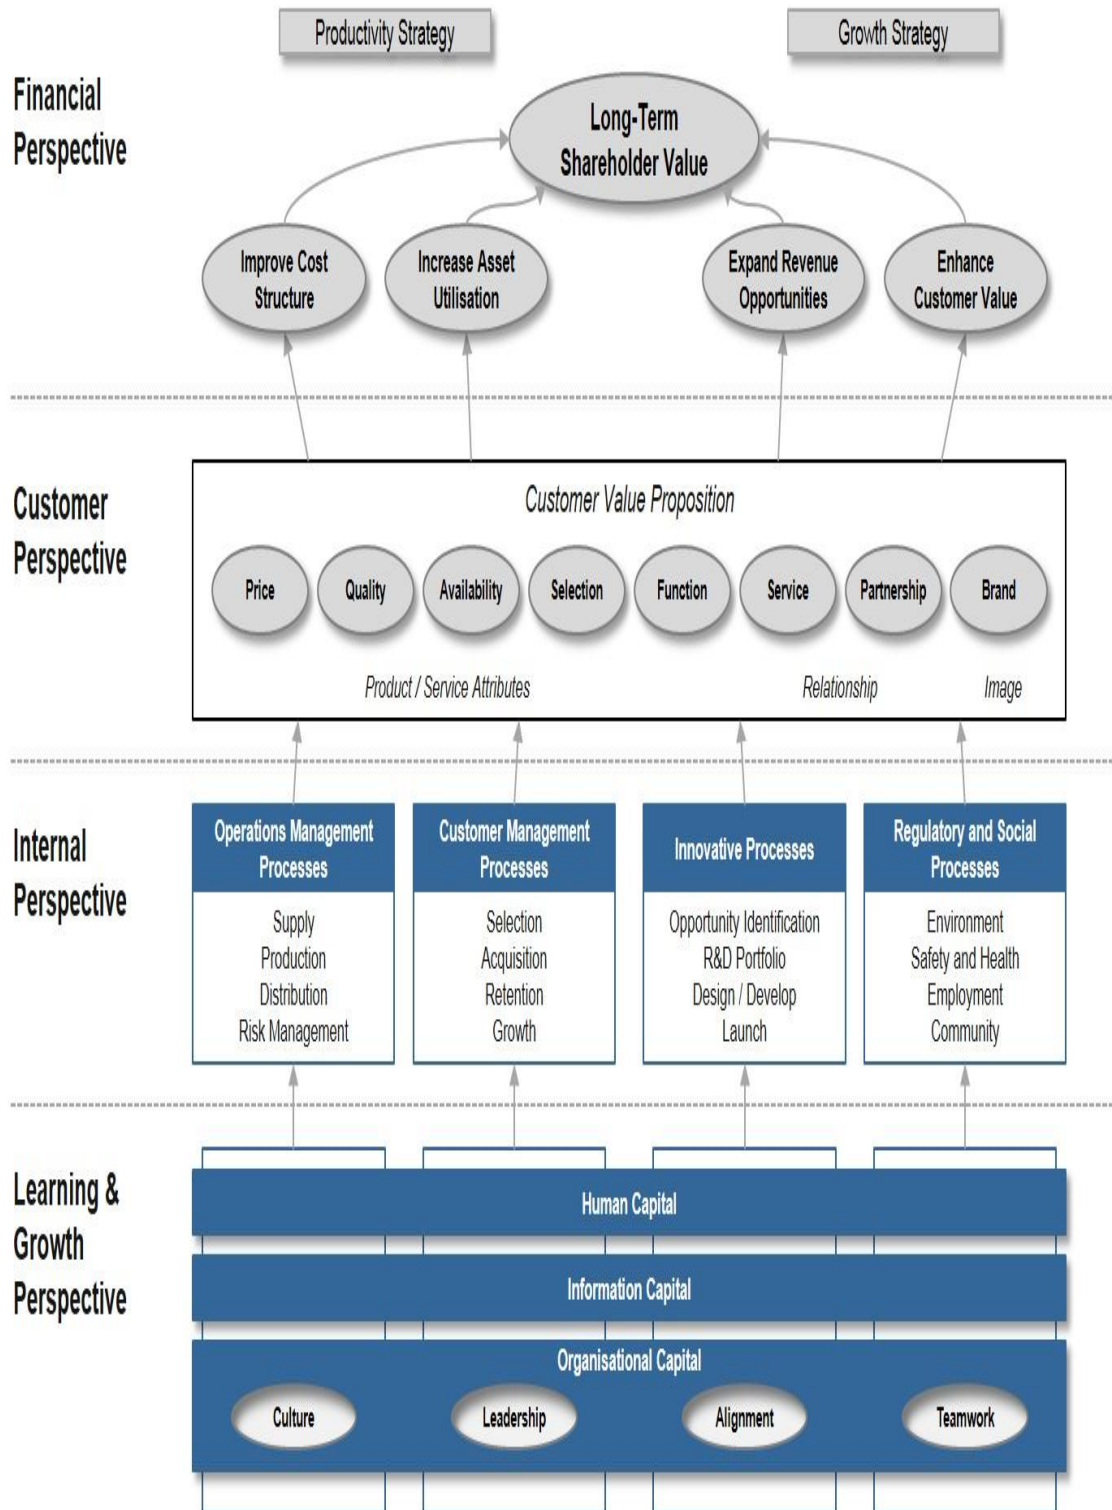 Productivity Strategy
Growth Strategy
Financial
Perspective
Long-Term
Shareholder Value
Improve Cost
Structure
Increase Asset
Utilisation
Expand Revenue
Opportunities
Enhance
Customer Value
Customer
Perspective
Customer Value Proposition
Price
Quality
Availability
Selection
Function
Service
Partnership
Brand
Product / Service Attributes
Relationship
Image
Internal
Perspective
Operations Management
Processes
Supply
Production
Distribution
Risk Management
Customer Management
Processes
Selection
Acquisition
Retention
Growth
Innovative Processes
Opportunity Identification
R&D Portfolio
Design / Develop
Launch
Regulatory and Social
Processes
Environment
Safety and Health
Employment
Community
Learning &
Growth
Perspective
Human Capital
Information Capital
Organisational Capital
Culture
Leadership
Alignment
Teamwork